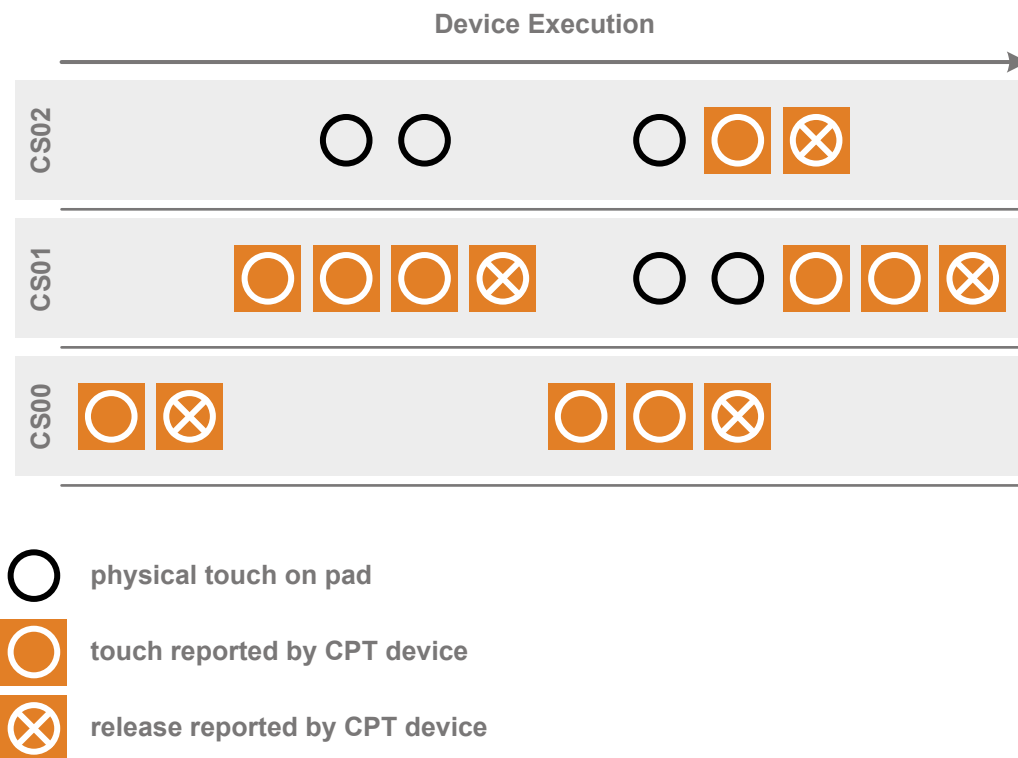 Device Execution
CS02
CS01
CS00
physical touch on pad
touch reported by CPT device
release reported by CPT device